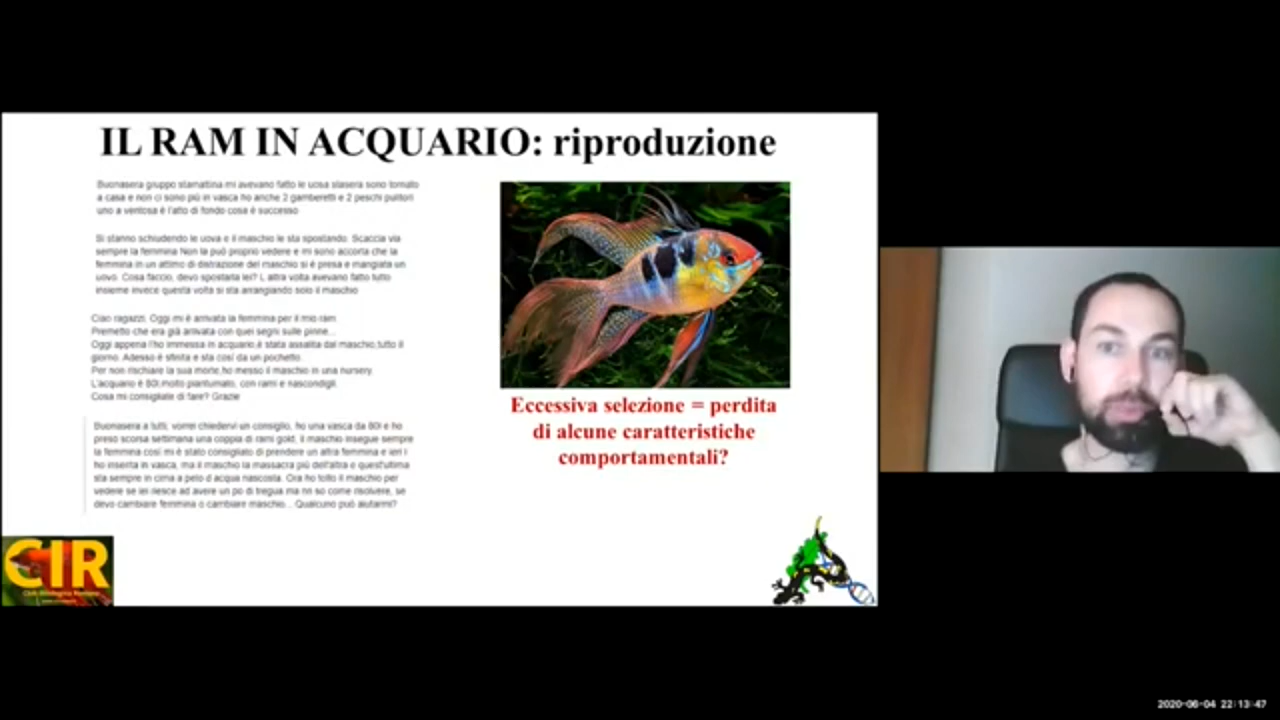 IL RAM IN ACQUARIO: riproduzione
Buonasera gruppo stamattina mi avevano fatto le uova stasera sono tornato
a casa e non ci sono più in vasca ho anche 2 gamberetti e 2 peschi pulitori
uno a ventosa e l'atto di fondo cosa è successo
Si stanno schiudendo le uova e il maschio le sta spostando. Scaccia via
sempre la femmina Non la può proprio vedere e mi sono accorta che la
femmina in un attimo di distrazione del maschio si è presa e mangiata un
uovo. Cosa faccio, devo spostarla lei? L altra volta avevano fatto tutto
insieme invece questa volta si sta arrangiando solo il maschio
Ciao ragazzi. Oggi mi è arrivata la femmina per il mio ram.
Premetto che era già arrivata con quei segni sulle pinne...
Oggi appena l'ho immessa in acquario,è stata assalita dal maschio,tutto il
giorno. Adesso è sfinita e sta così da un pochetto.
Per non rischiare la sua morte,ho messo il maschio in una nursery.
L'acquario è 80l,molto piantumato, con rami e nascondigli.
Cosa mi consigliate di fare? Grazie
Buonasera a tutti, vorrei chiedervi un consiglio, ho una vasca da 80l e ho
preso scorsa settimana una coppia di rami gold, il maschio insegue sempre
la femmina così mi è stato consigliato di prendere un altra femmina e ieri l
ho inserita in vasca, ma il maschio la massacra più dell'altra e quest'ultima
sta sempre in cima a pelo d acqua nascosta. Ora ho tolto il maschio per
vedere se lei riesce ad avere un po di tregua ma nn so come risolvere, se
devo cambiare femmina o cambiare maschio... Qualcuno può aiutarmi?
Eccessiva selezione = perdita
di alcune caratteristiche
comportamentali?
CIR
Club Ittiologico Romano
2020-06-04 22:13:47